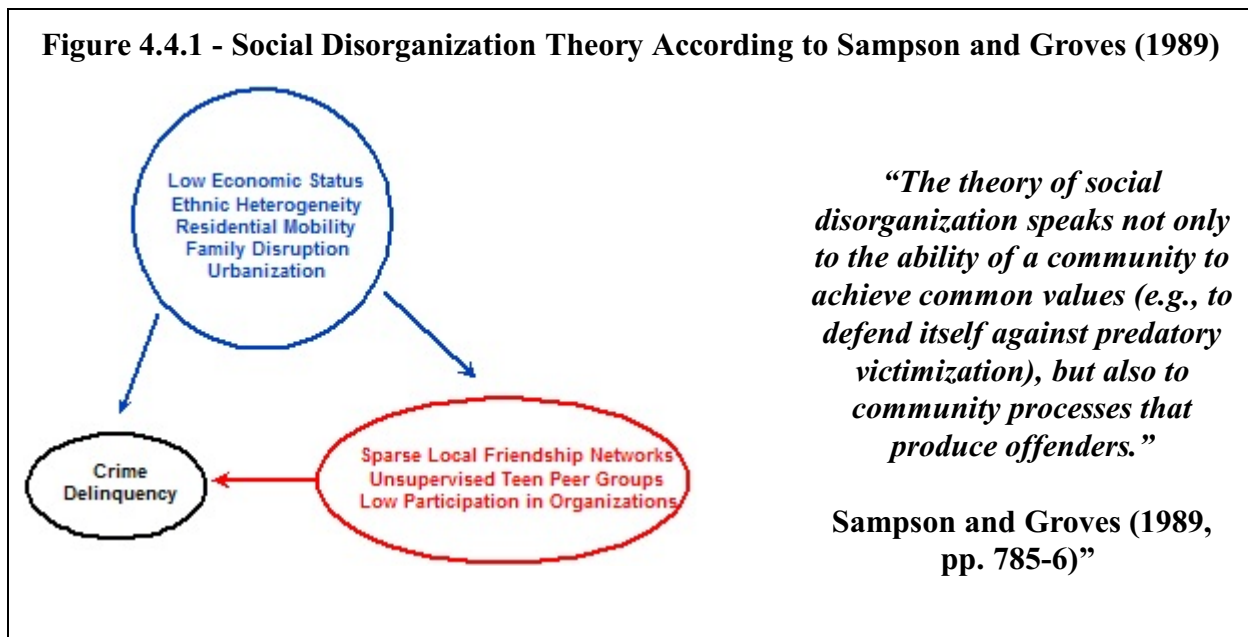 Figure 4.4.1 - Social Disorganization Theory According to Sampson and Groves (1989)
Low Economic Status
Ethnic Heterogeneity
Residential Mobility
Family Disruption
Urbanization
Crime
Delinquency
Sparse Local Friendship Networks
Unsupervised Teen Peer Groups
Low Participation in Organizations
“The theory of social
disorganization speaks not only
to the ability of a community to
achieve common values (e.g., to
defend itself against predatory
victimization), but also to
community processes that
produce offenders.”
Sampson and Groves (1989,
pp. 785-6)”